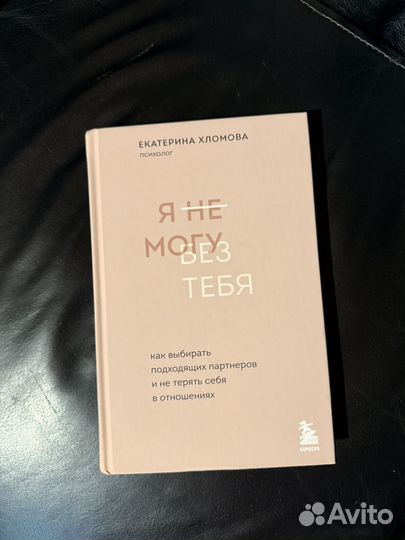 ЕКАТЕРИНА ХЛОМОВА
ПСИХОЛОГ
Я НЕ
МОГУ
БЕЗ
ТЕБЯ
как выбирать
подходящих партнеров
и не терять себя
в отношениях
БОМБОРА
Avito